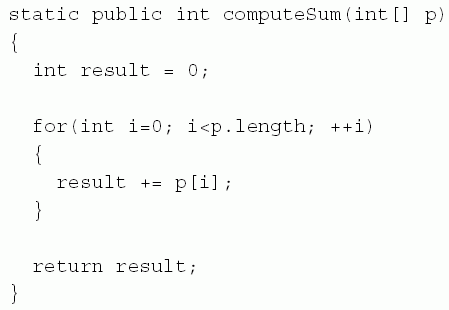 static public int computeSum(int[] p)
{
  int result = 0;

  for(int i=0; i<p.length; ++i)
  {
    result += p[i];
  }

  return result;
}